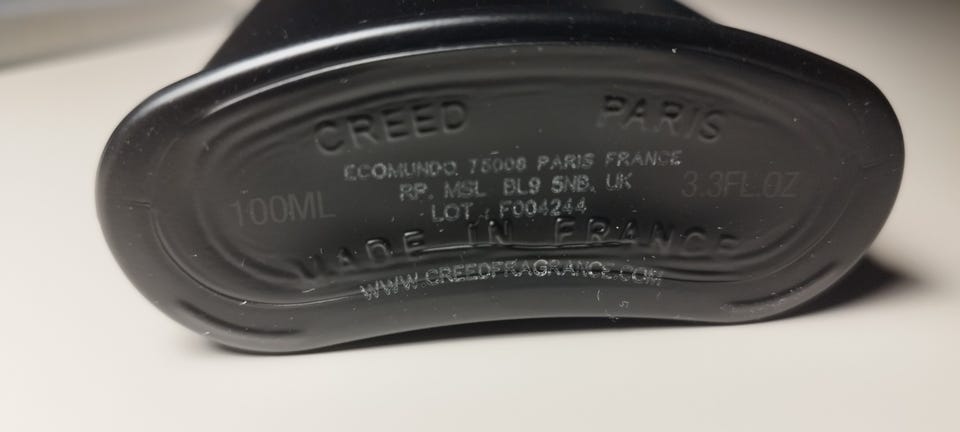 CREED PARIS
ECOMUNDO, 75008 PARIS FRANCE
RP. MSL BL9 5NB, UK
100ML
3.3FL.OZ
LOT : F004244
MADE IN FRANCE
WWW.CREEDFRAGRANCE.COM